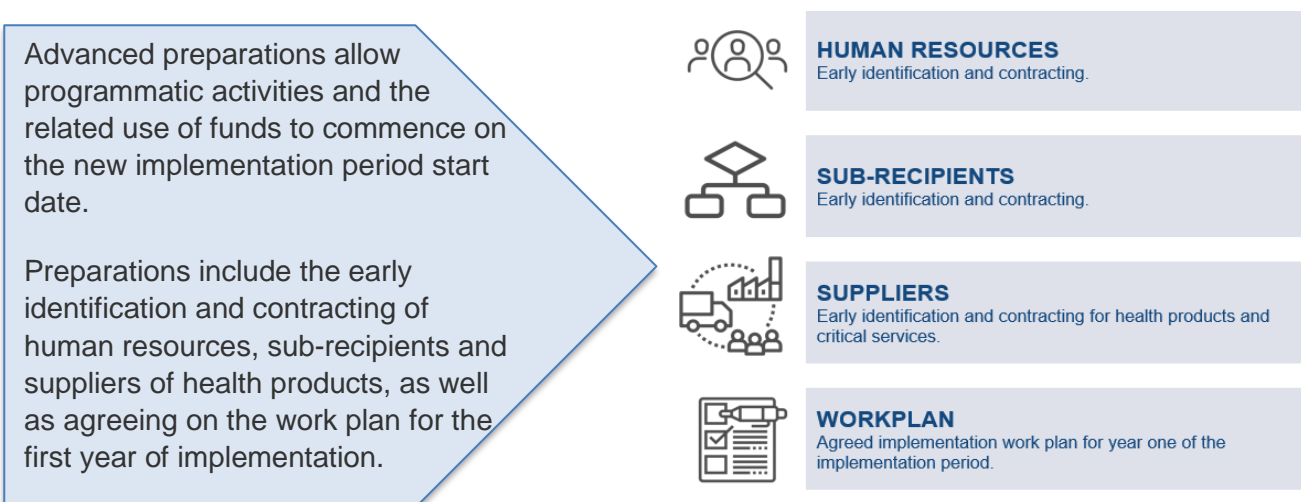 Advanced preparations allow
programmatic activities and the
related use of funds to commence on
the new implementation period start
date.
Preparations include the early
identification and contracting of
human resources, sub-recipients and
suppliers of health products, as well
as agreeing on the work plan for the
first year of implementation.
HUMAN RESOURCES
Early identification and contracting.
SUB-RECIPIENTS
Early identification and contracting.
SUPPLIERS
Early identification and contracting for health products and
critical services.
WORKPLAN
Agreed implementation work plan for year one of the
implementation period.